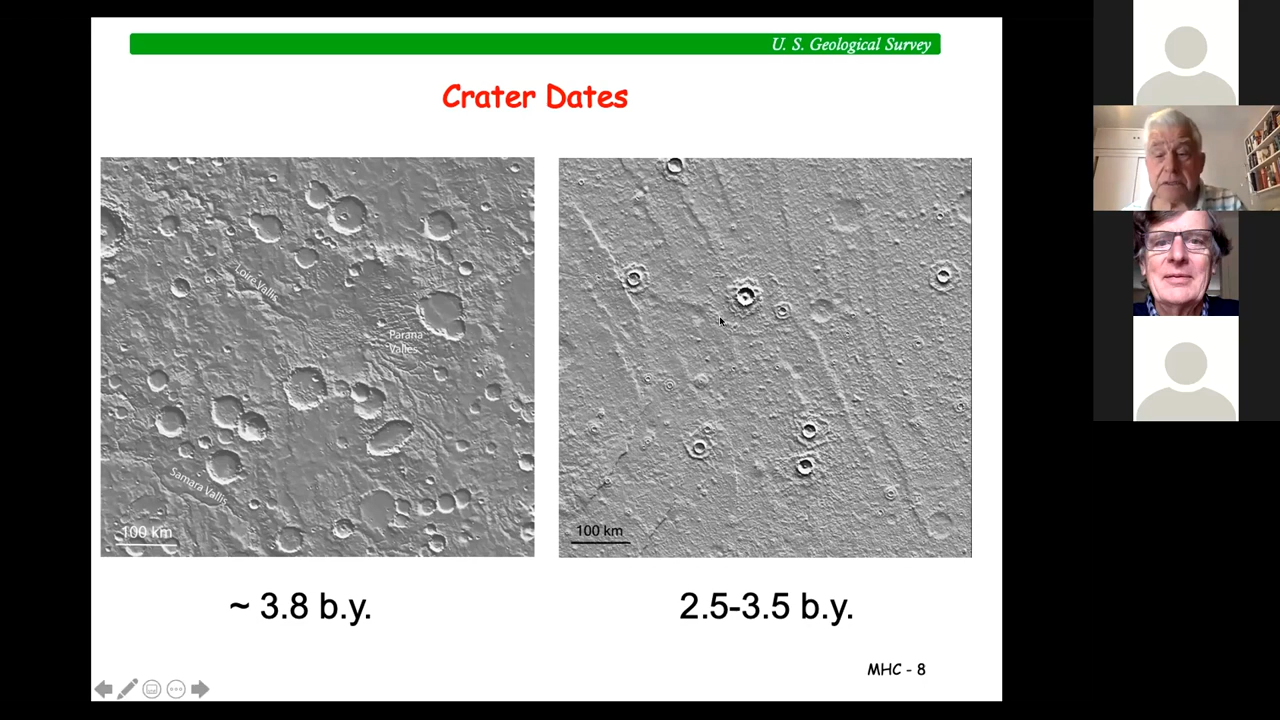 U. S. Geological Survey
Crater Dates
Loire Vallis
Parana
Valles
Samara Vallis
100 km
100 km
~ 3.8 b.y.
2.5-3.5 b.y.
MHC - 8